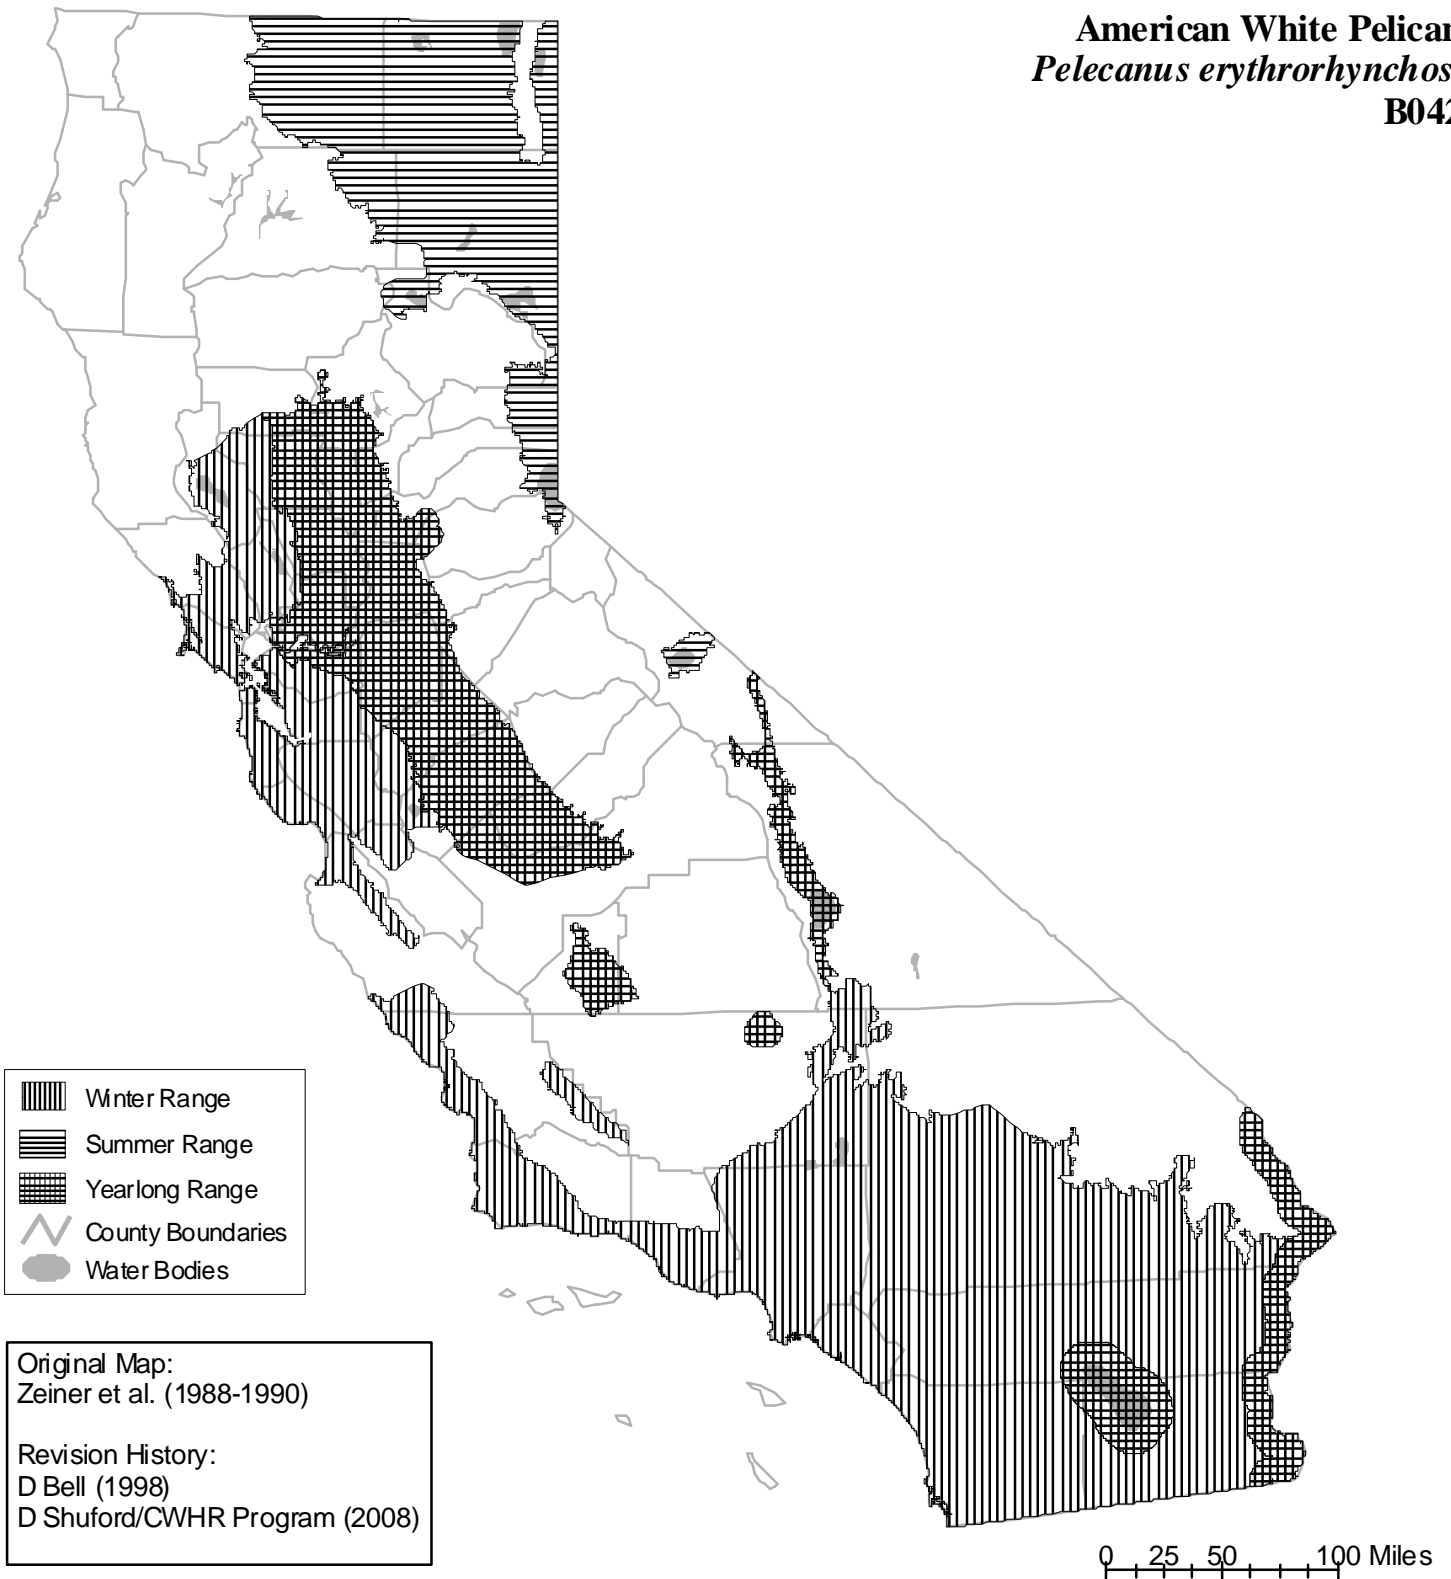 American White Pelican
Pelecanus erythrorhynchos
B042
Winter Range
Summer Range
Yearlong Range
County Boundaries
Water Bodies
Original Map:
Zeiner et al. (1988-1990)
Revision History:
D Bell (1998)
D Shuford/CWHR Program (2008)
0 25 50 100 Miles